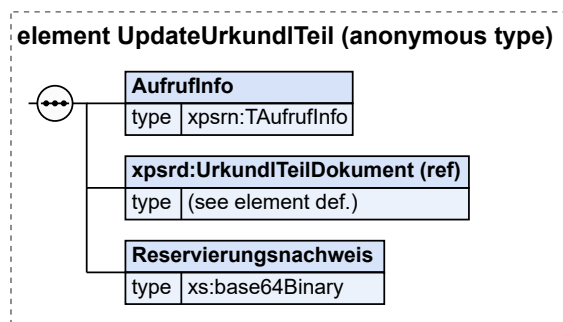 element UpdateUrkundlTeil (anonymous type)
AufrufInfo
type xpsrn:TAufrufInfo
xpsrd:UrkundlTeilDokument (ref)
type (see element def.)
Reservierungsnachweis
type xs:base64Binary